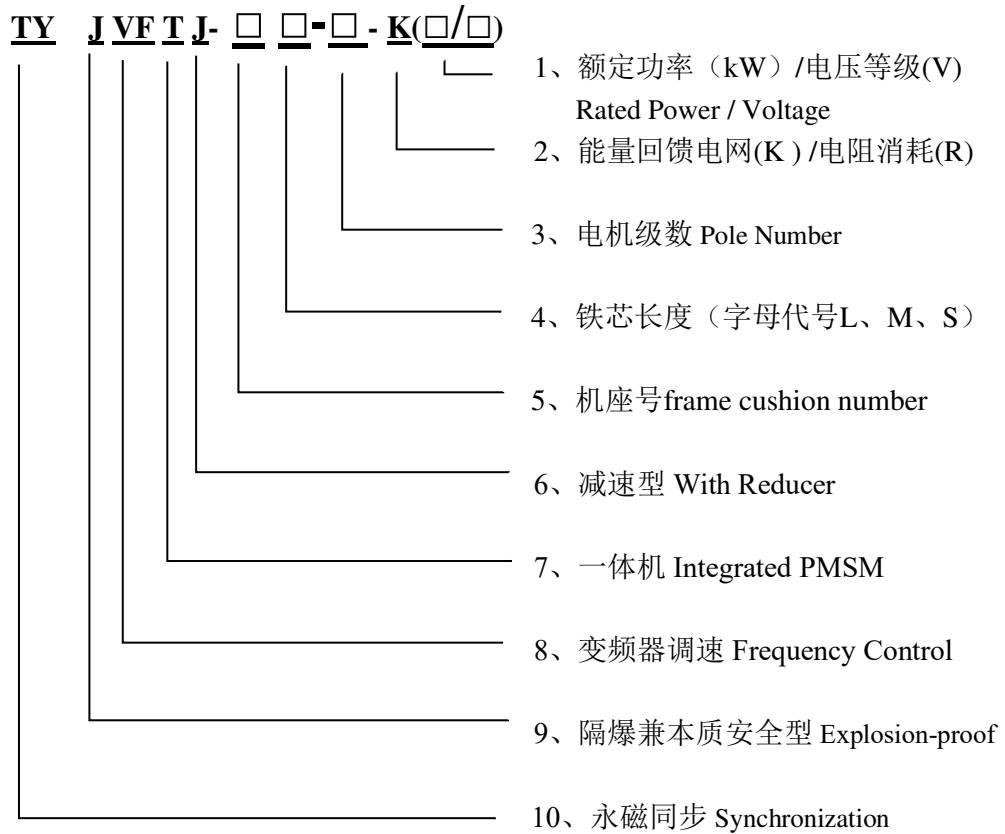 TY J VF T J- □ □-□ - K(□/□)
1、额定功率（kW）/电压等级(V)
Rated Power / Voltage
2、能量回馈电网(K ) /电阻消耗(R)
3、电机级数 Pole Number
4、铁芯长度（字母代号L、M、S）
5、机座号frame cushion number
6、减速型 With Reducer
7、一体机 Integrated PMSM
8、变频器调速 Frequency Control
9、隔爆兼本质安全型 Explosion-proof
10、永磁同步 Synchronization